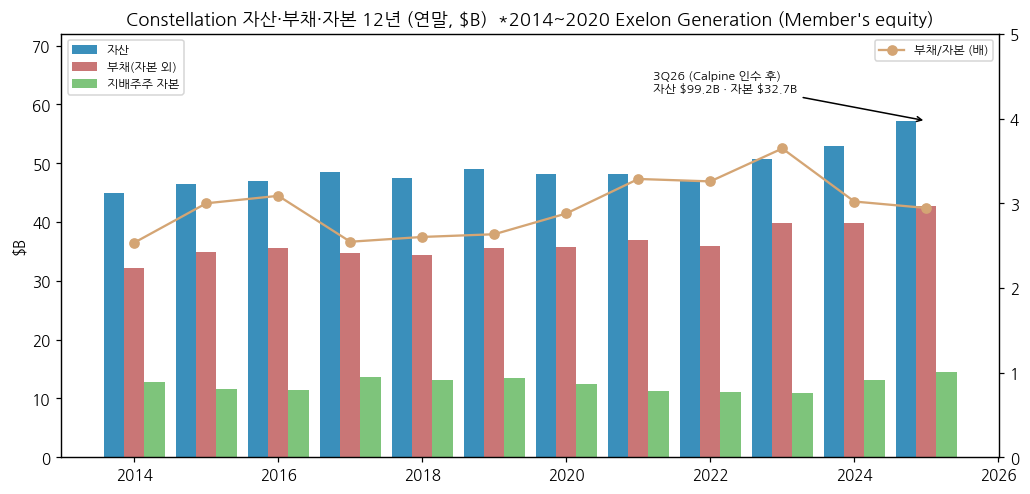 Constellation 자산·부채·자본 12년 (연말, $B)  *2014~2020 Exelon Generation (Member's equity)
자산
부채(자본 외)
지배주주 자본
부채/자본 (배)
3Q26 (Calpine 인수 후)
자산 $99.2B · 자본 $32.7B
$B
70
60
50
40
30
20
10
0
5
4
3
2
1
0
2014
2016
2018
2020
2022
2024
2026